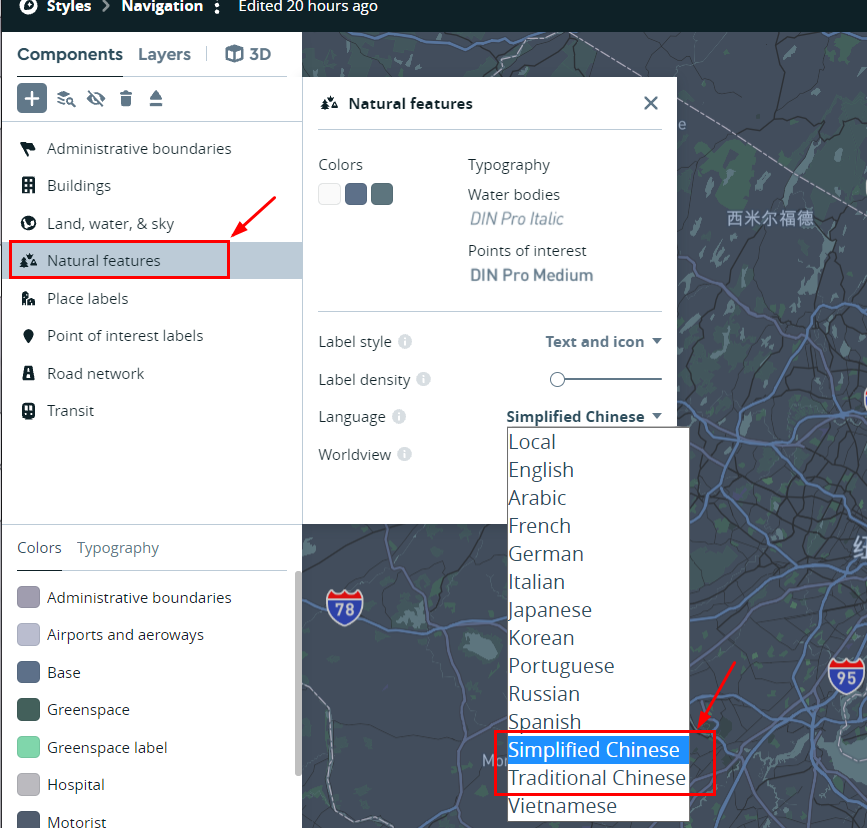 Styles > Navigation Edited 20 hours ago
Components Layers 3D
Administrative boundaries
Buildings
Land, water, & sky
Natural features
Place labels
Point of interest labels
Road network
Transit
Colors Typography
Administrative boundaries
Airports and aeroways
Base
Greenspace
Greenspace label
Hospital
Motorist
Natural features
Colors
Typography
Water bodies
DIN Pro Italic
Points of interest
DIN Pro Medium
Label style Text and icon
Label density
Language Simplified Chinese
Worldview
Local
English
Arabic
French
German
Italian
Japanese
Korean
Portuguese
Russian
Spanish
Simplified Chinese
Traditional Chinese
Vietnamese
西米尔福德
78
95